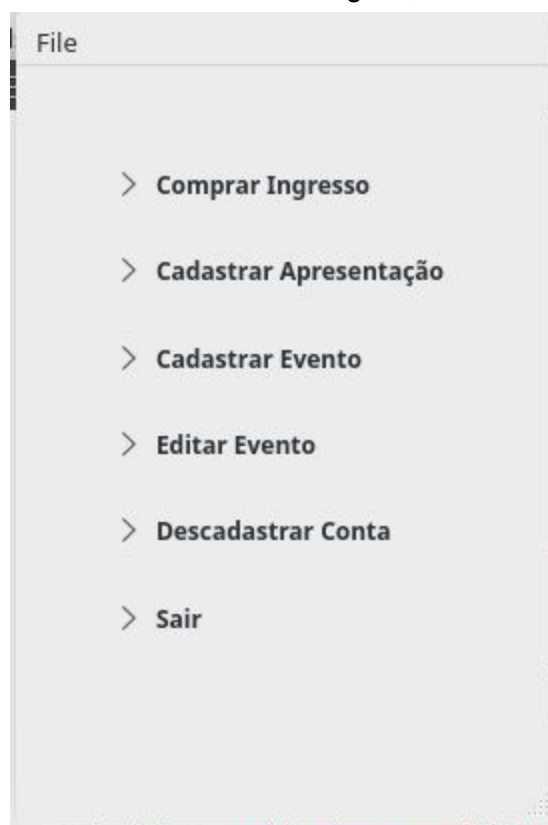 File
Comprar Ingresso
Cadastrar Apresentação
Cadastrar Evento
Editar Evento
Descadastrar Conta
Sair